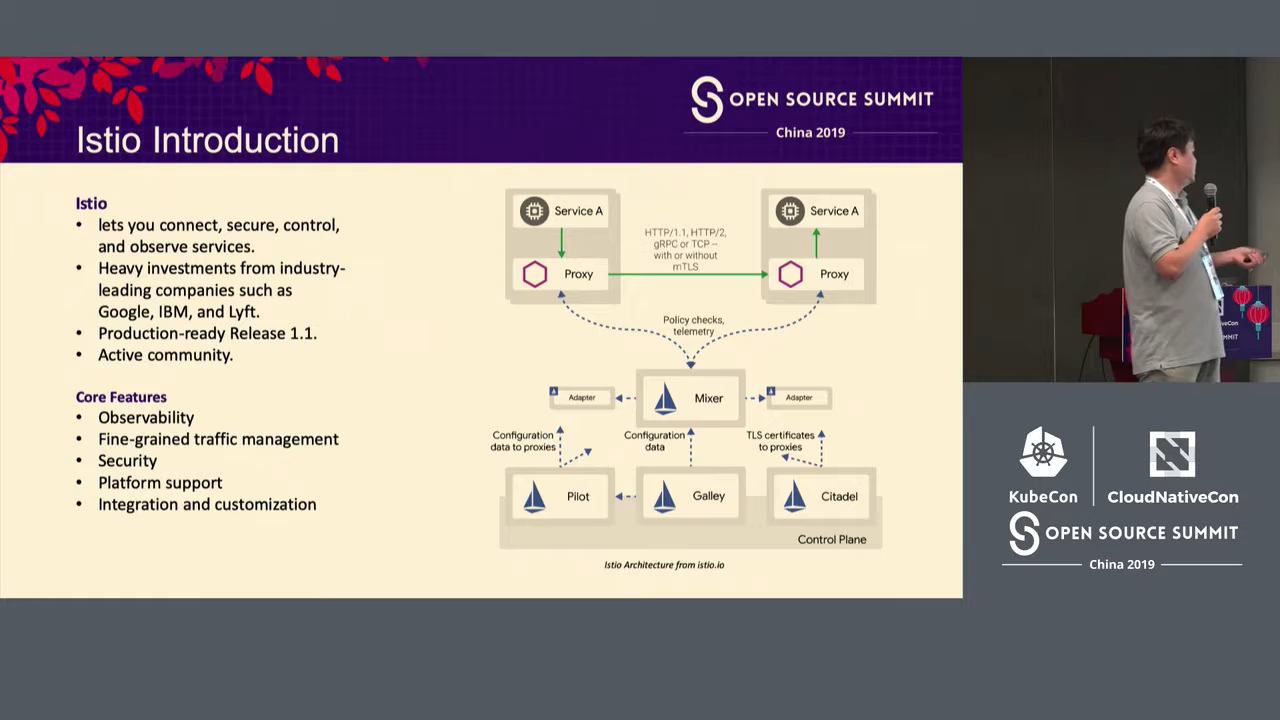 Istio Introduction
OPEN SOURCE SUMMIT
China 2019
Istio
• lets you connect, secure, control,
and observe services.
• Heavy investments from industry-
leading companies such as
Google, IBM, and Lyft.
• Production-ready Release 1.1.
• Active community.
Core Features
• Observability
• Fine-grained traffic management
• Security
• Platform support
• Integration and customization
Service A
Service A
HTTP/1.1, HTTP/2,
gRPC or TCP –
with or without
mTLS
Proxy
Proxy
Policy checks,
telemetry
Adapter
Mixer
Adapter
Configuration
data to proxies
Configuration
data
TLS certificates
to proxies
Pilot
Galley
Citadel
Control Plane
Istio Architecture from istio.io
KubeCon
CloudNativeCon
OPEN SOURCE SUMMIT
China 2019